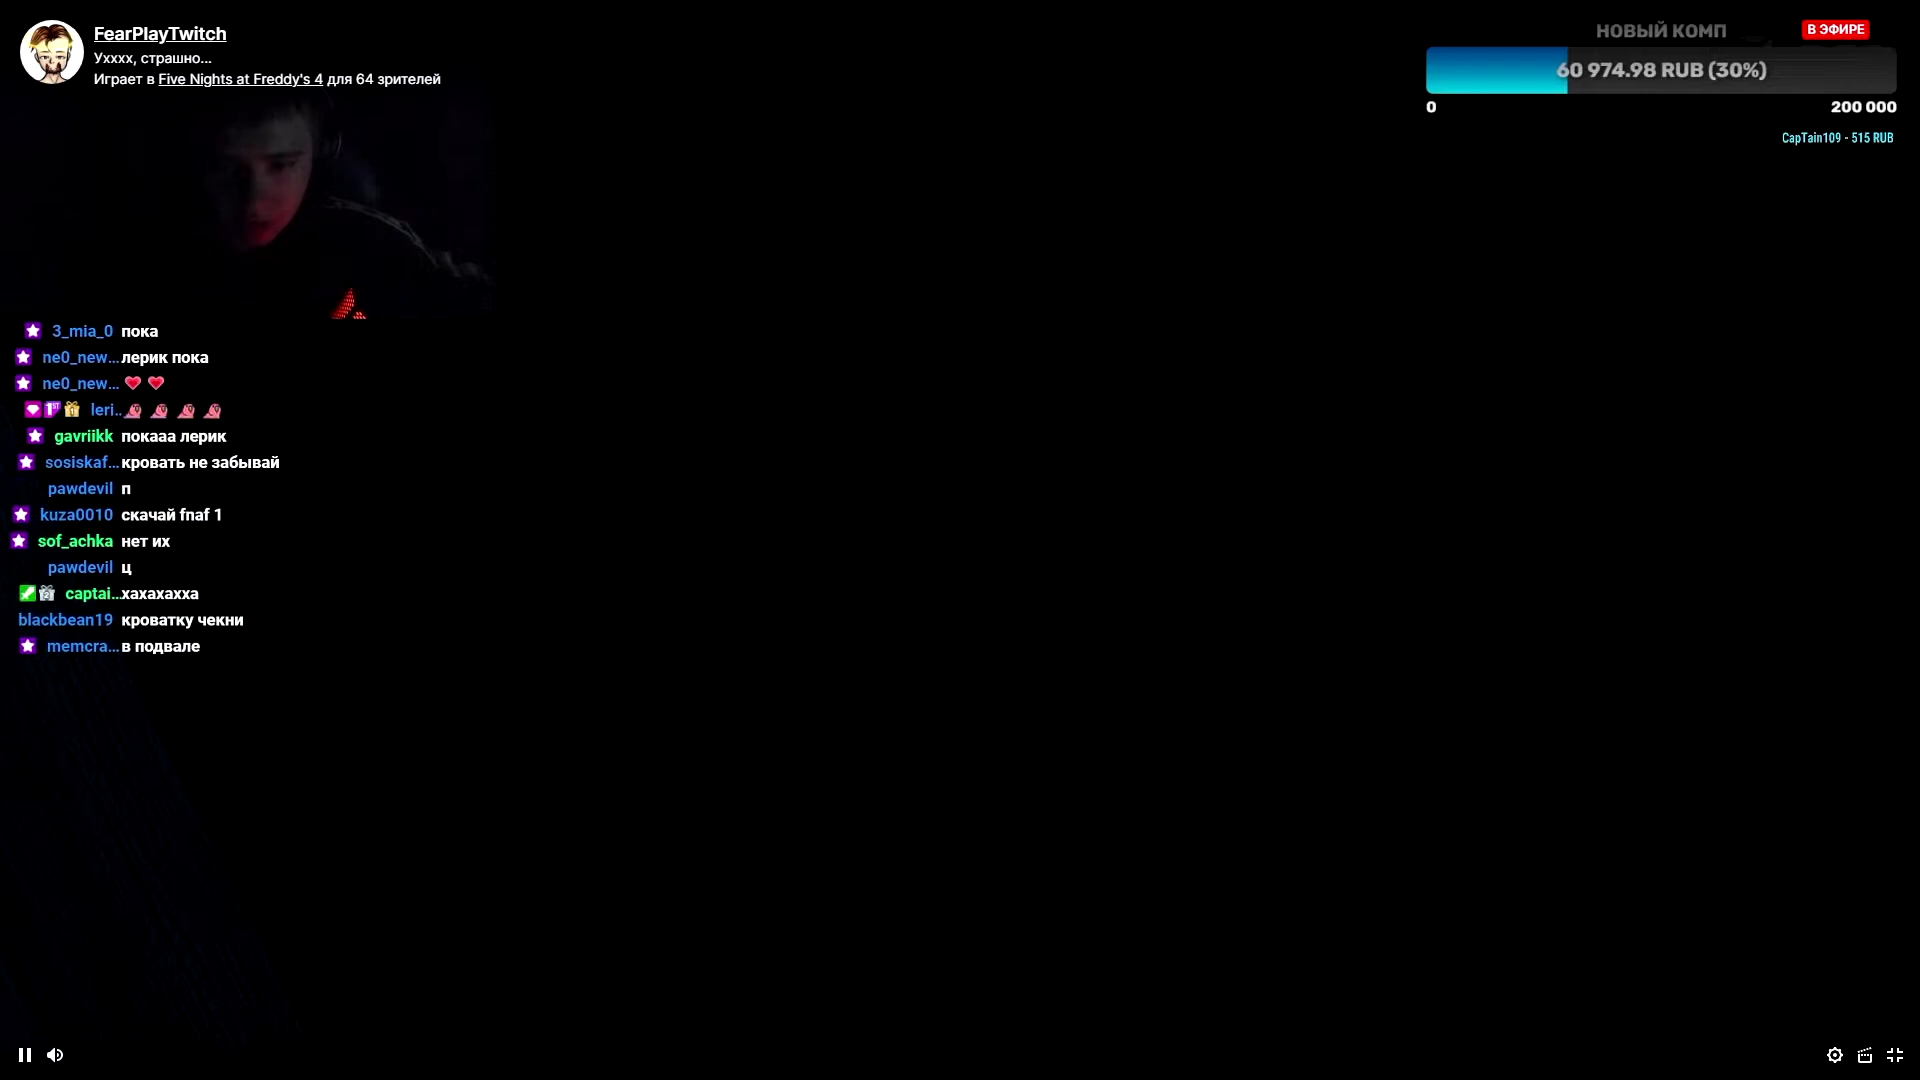 FearPlayTwitch
Ухххх, страшно...
Играет в Five Nights at Freddy's 4 для 64 зрителей
НОВЫЙ КОМП
В ЭФИРЕ
60 974.98 RUB (30%)
0 200 000
CapTain109 - 515 RUB
3_mia_0 пока
ne0_new... лерик пока
ne0_new...
leri..
gavriikk покааа лерик
sosiskaf... кровать не забывай
pawdevil п
kuza0010 скачай fnaf 1
sof_achka нет их
pawdevil ц
captai... хахахахха
blackbean19 кроватку чекни
memcra... в подвале